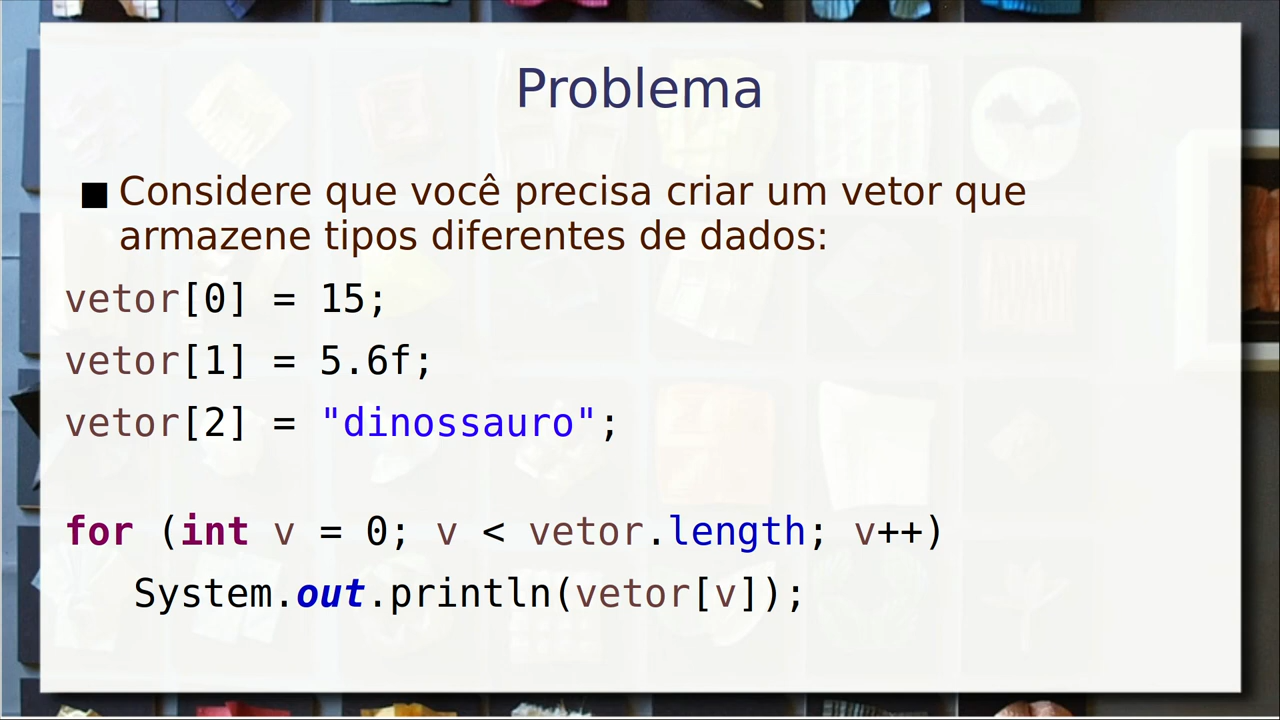 Problema
■ Considere que você precisa criar um vetor que
armazene tipos diferentes de dados:
vetor[0] = 15;
vetor[1] = 5.6f;
vetor[2] = "dinossauro";
for (int v = 0; v < vetor.length; v++)
System.out.println(vetor[v]);